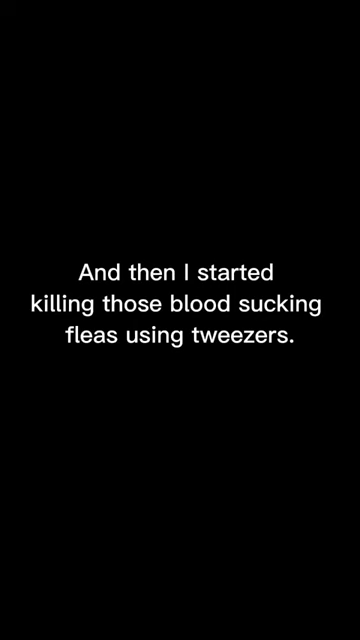 And then I started
killing those blood sucking
fleas using tweezers.